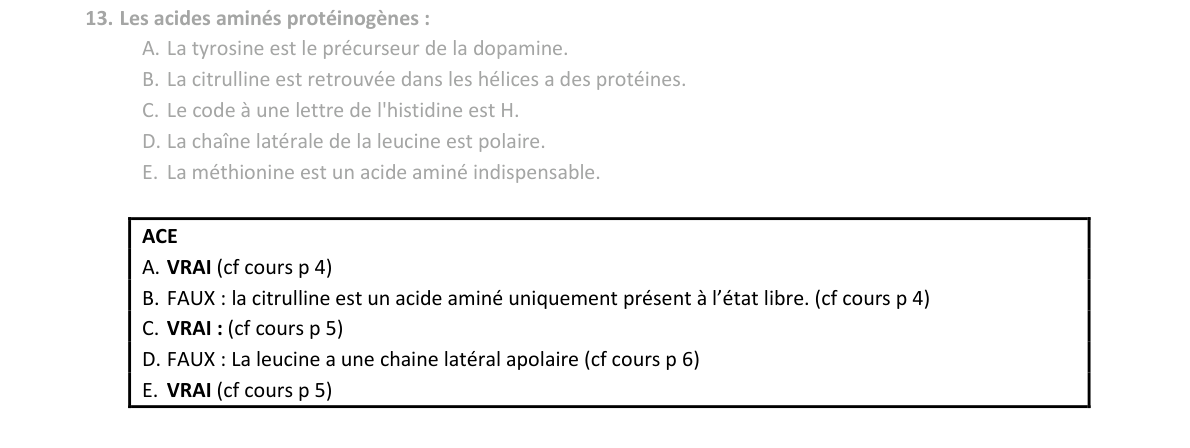 13. Les acides aminés protéinogènes :
A. La tyrosine est le précurseur de la dopamine.
B. La citrulline est retrouvée dans les hélices a des protéines.
C. Le code à une lettre de l'histidine est H.
D. La chaîne latérale de la leucine est polaire.
E. La méthionine est un acide aminé indispensable.
ACE
A. VRAI (cf cours p 4)
B. FAUX : la citrulline est un acide aminé uniquement présent à l’état libre. (cf cours p 4)
C. VRAI : (cf cours p 5)
D. FAUX : La leucine a une chaine latéral apolaire (cf cours p 6)
E. VRAI (cf cours p 5)